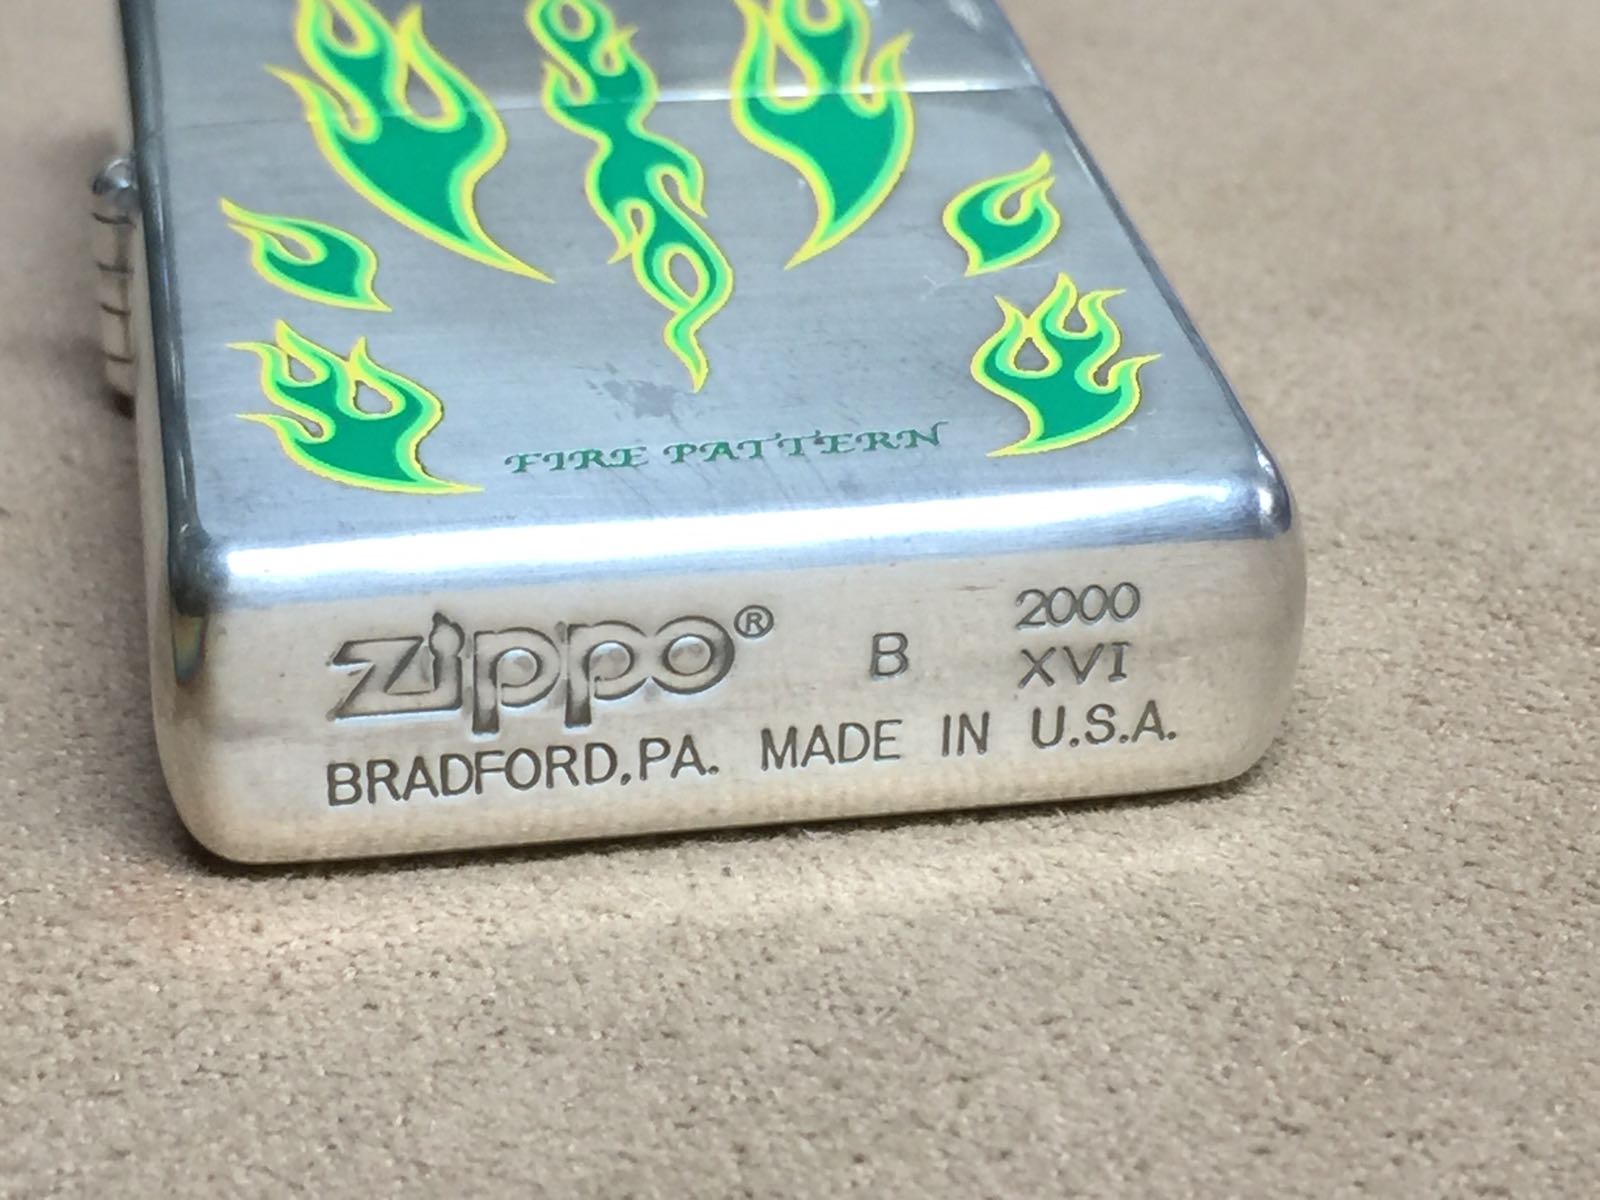 FIRE PATTERN
zippo® B 2000
XVI
BRADFORD, PA. MADE IN U.S.A.